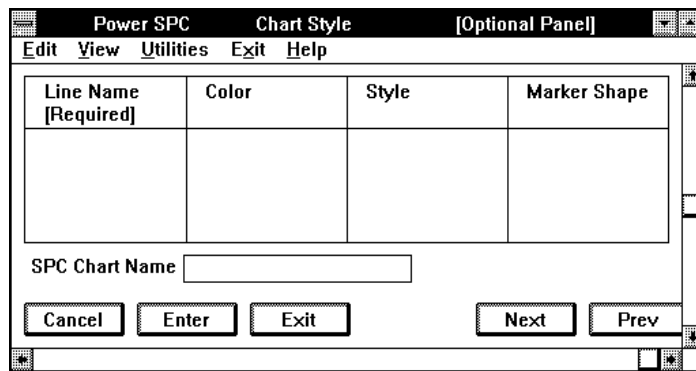 Power SPC Chart Style [Optional Panel]
Edit View Utilities Exit Help
Line Name Color Style Marker Shape
[Required]
SPC Chart Name
Cancel Enter Exit Next Prev